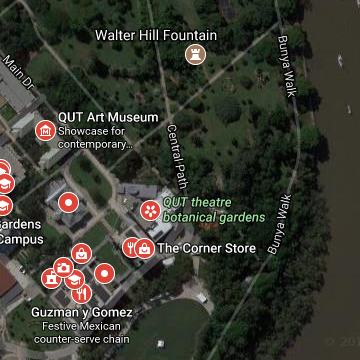 Walter Hill Fountain
Main Dr
Bunya Walk
QUT Art Museum
Showcase for
contemporary...
Central Path
QUT theatre
botanical gardens
Gardens
Campus
The Corner Store
Bunya Walk
Guzman y Gomez
Festive Mexican
counter-serve chain